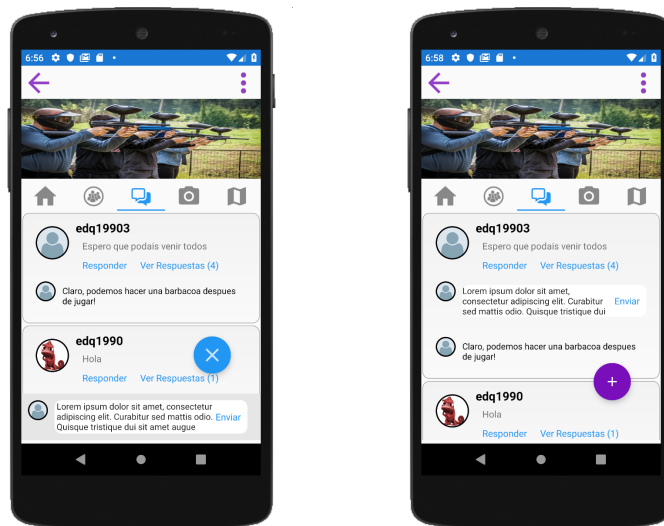 6:56
edq19903
Espero que podais venir todos
Responder Ver Respuestas (4)
Claro, podemos hacer una barbacoa despues
de jugar!
edq1990
Hola
Responder Ver Respuestas (1)
Lorem ipsum dolor sit amet, consectetur
adipiscing elit. Curabitur sed mattis odio.
Quisque tristique dui sit amet augue
Enviar
6:58
edq19903
Espero que podais venir todos
Responder Ver Respuestas (4)
Lorem ipsum dolor sit amet,
consectetur adipiscing elit. Curabitur
sed mattis odio. Quisque tristique dui
Enviar
Claro, podemos hacer una barbacoa despues
de jugar!
edq1990
Hola
Responder Ver Respuestas (1)